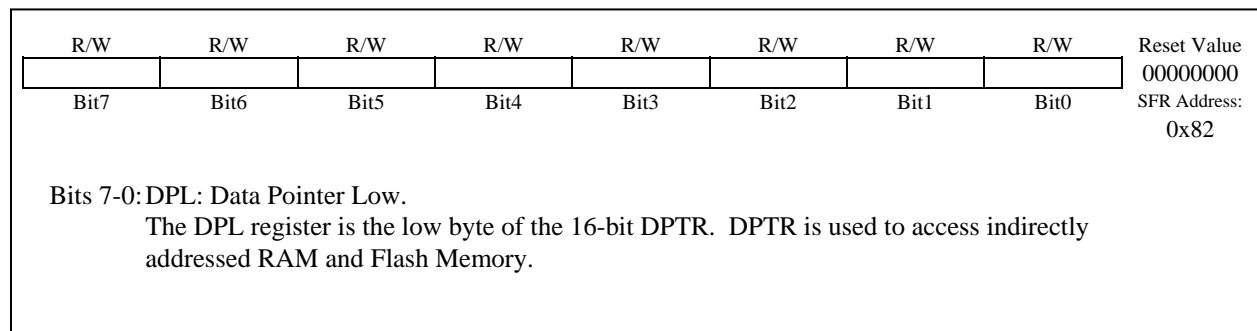 R/W R/W R/W R/W R/W R/W R/W R/W Reset Value
00000000
Bit7 Bit6 Bit5 Bit4 Bit3 Bit2 Bit1 Bit0 SFR Address:
0x82
Bits 7-0: DPL: Data Pointer Low.
The DPL register is the low byte of the 16-bit DPTR. DPTR is used to access indirectly
addressed RAM and Flash Memory.